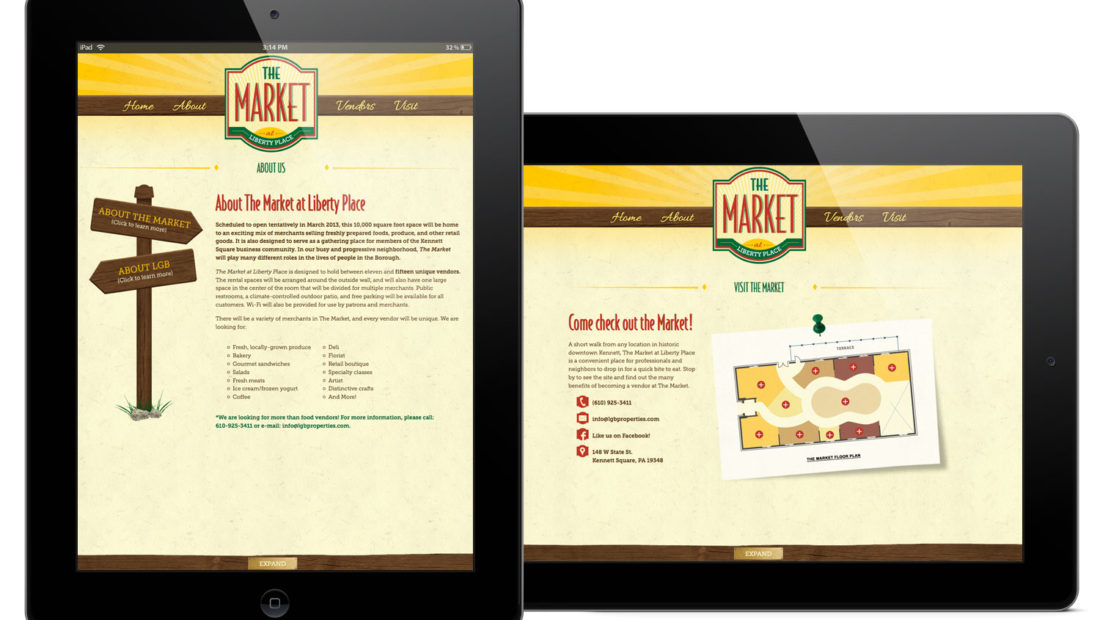 iPad
3:14 PM
32%
Home
About
THE
MARKET
at
LIBERTY PLACE
Vendors
Visit
ABOUT US
ABOUT THE MARKET
(Click to learn more)
ABOUT LGB
(Click to learn more)
About The Market at Liberty Place
Scheduled to open tentatively in March 2013, this 10,000 square foot space will be home
to an exciting mix of merchants selling freshly prepared foods, produce, and other retail
goods. It is also designed to serve as a gathering place for members of the Kennett
Square business community. In our busy and progressive neighborhood, The Market
will play many different roles in the lives of people in the Borough.
The Market at Liberty Place is designed to hold between eleven and fifteen unique vendors.
The rental spaces will be arranged around the outside wall, and will also have one large
space in the center of the room that will be divided for multiple merchants. Public
restrooms, a climate-controlled outdoor patio, and free parking will be available for all
customers. Wi-Fi will also be provided for use by patrons and merchants.
There will be a variety of merchants in The Market, and every vendor will be unique. We are
looking for:
Fresh, locally-grown produce
Bakery
Gourmet sandwiches
Salads
Fresh meats
Ice cream/frozen yogurt
Coffee
Deli
Florist
Retail boutique
Specialty classes
Artist
Distinctive crafts
And More!
*We are looking for more than food vendors! For more information, please call:
610-925-3411 or e-mail: info@lgbproperties.com.
EXPAND
Home
About
THE
MARKET
at
LIBERTY PLACE
Vendors
Visit
VISIT THE MARKET
Come check out the Market!
A short walk from any location in historic
downtown Kennett, The Market at Liberty Place
is a convenient place for professionals and
neighbors to drop in for a quick bite to eat. Stop
by to see the site and find out the many
benefits of becoming a vendor at The Market.
(610) 925-3411
info@lgbproperties.com
Like us on Facebook!
148 W State St.
Kennett Square, PA 19348
TERRACE
THE MARKET FLOOR PLAN
EXPAND